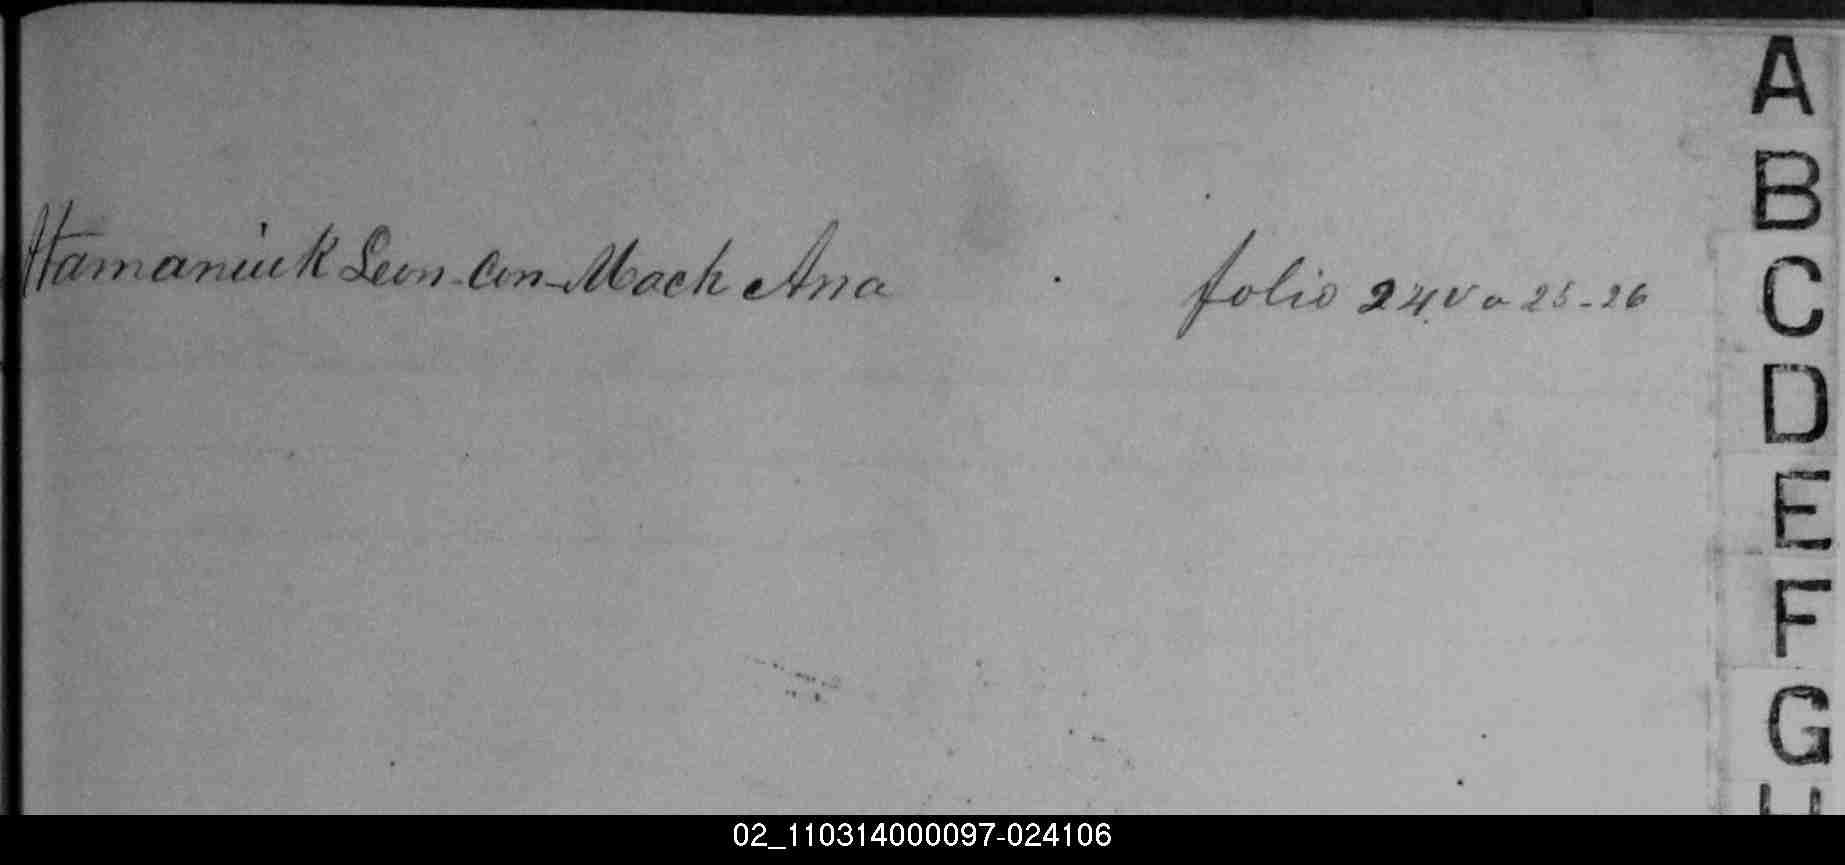 A
B
Atamaniuk Leon-Con-Mach Ana folio 24 v o 25-26
C
D
E
F
G
02_110314000097-024106